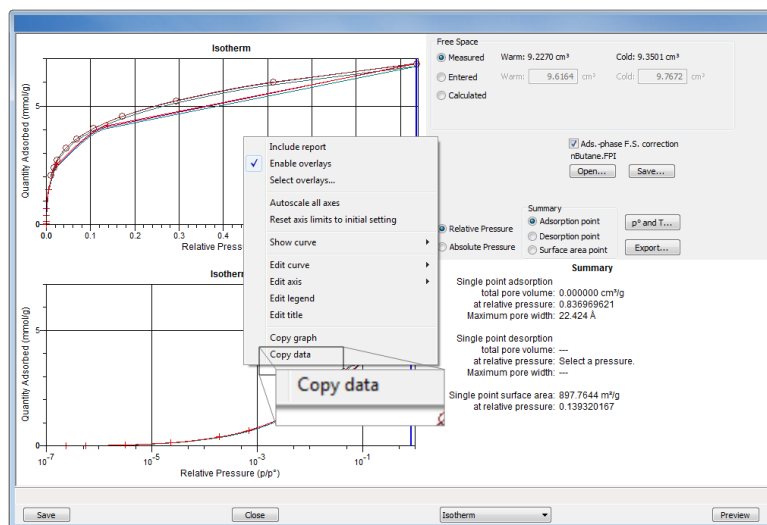 Isotherm
Quantity Adsorbed (mmol/g)
5
0
0.0 0.1 0.2 0.3
Relative Pressu
Isotherm
Quantity Adsorbed (mmol/g)
5
0
10⁻⁷ 10⁻⁵ 10⁻³ 10⁻¹
Relative Pressure (p/p°)
Include report
Enable overlays
Select overlays...
Autoscale all axes
Reset axis limits to initial setting
Show curve
Edit curve
Edit axis
Edit legend
Edit title
Copy graph
Copy data
Copy data
Free Space
Measured Warm: 9.2270 cm³ Cold: 9.3501 cm³
Entered Warm: 9.6164 cm³ Cold: 9.7672 cm³
Calculated
Ads.-phase F.S. correction
nButane.FPI
Open... Save...
Relative Pressure
Absolute Pressure
Summary
Adsorption point
Desorption point
Surface area point
p° and T...
Export...
Summary
Single point adsorption
total pore volume: 0.000000 cm³/g
at relative pressure: 0.836969621
Maximum pore width: 22.424 Å
Single point desorption
total pore volume: ---
at relative pressure: Select a pressure.
Maximum pore width: ---
Single point surface area: 897.7644 m²/g
at relative pressure: 0.139320167
Save Close Isotherm Preview